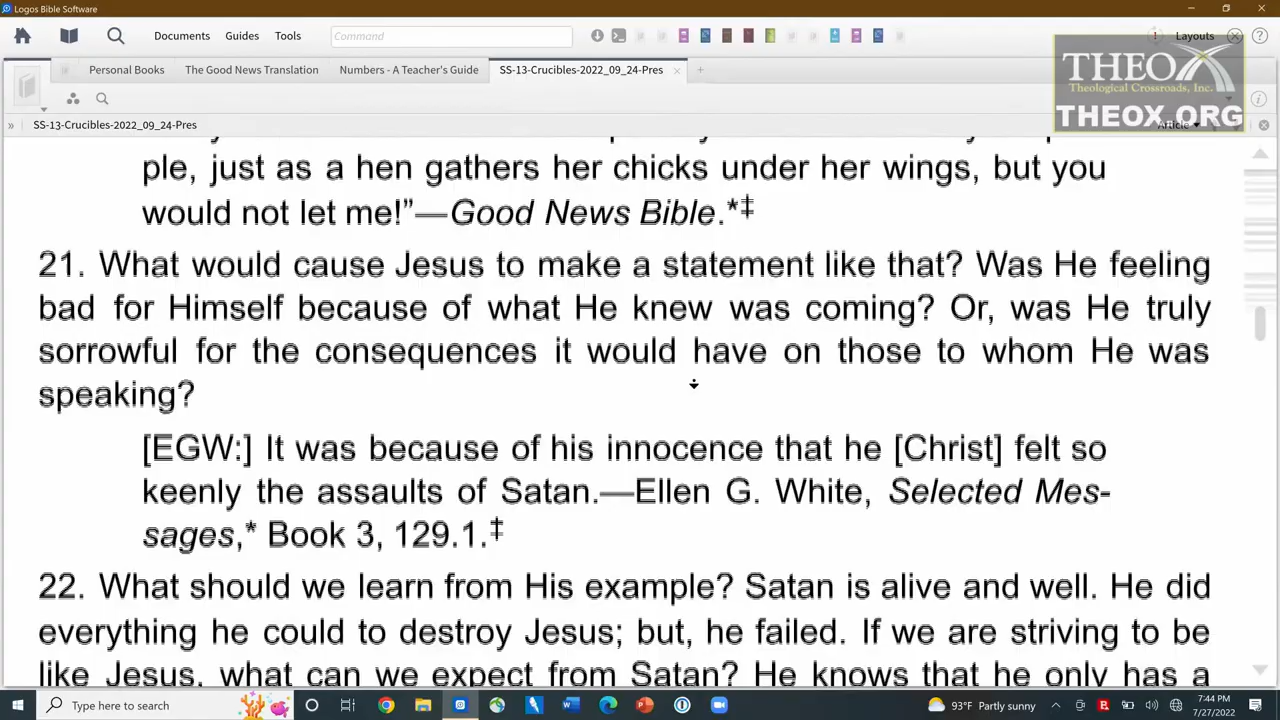 Logos Bible Software
Documents Guides Tools Command Layouts
THEOX
Theological Crossroads, Inc.
THEOX.ORG
Personal Books The Good News Translation Numbers - A Teacher's Guide SS-13-Crucibles-2022_09_24-Pres
SS-13-Crucibles-2022_09_24-Pres Article
ple, just as a hen gathers her chicks under her wings, but you
would not let me!”—Good News Bible.*‡
21. What would cause Jesus to make a statement like that? Was He feeling
bad for Himself because of what He knew was coming? Or, was He truly
sorrowful for the consequences it would have on those to whom He was
speaking?
[EGW:] It was because of his innocence that he [Christ] felt so
keenly the assaults of Satan.—Ellen G. White, Selected Mes-
sages,* Book 3, 129.1.‡
22. What should we learn from His example? Satan is alive and well. He did
everything he could to destroy Jesus; but, he failed. If we are striving to be
like Jesus, what can we expect from Satan? He knows that he only has a
Type here to search 93°F Partly sunny 7:44 PM
7/27/2022